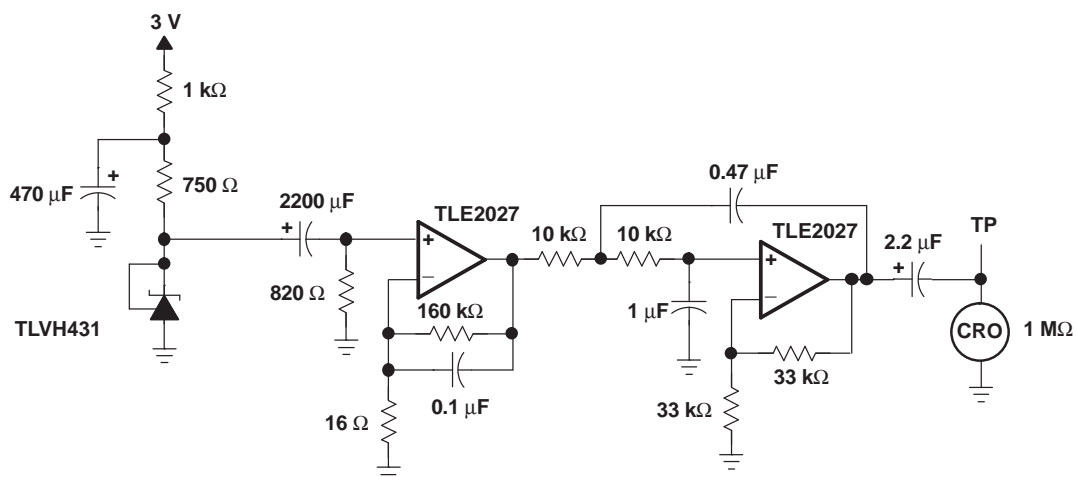 3 V
1 kΩ
470 μF
+
750 Ω
TLVH431
2200 μF
+
820 Ω
TLE2027
+
–
160 kΩ
0.1 μF
16 Ω
10 kΩ
10 kΩ
0.47 μF
1 μF
TLE2027
+
–
33 kΩ
33 kΩ
2.2 μF
+
TP
CRO
1 MΩ